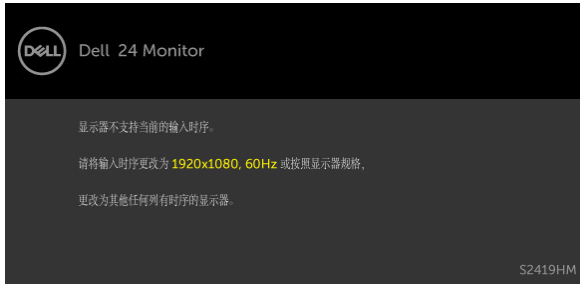 DELL
Dell 24 Monitor
显示器不支持当前的输入时序。
请将输入时序更改为 1920x1080, 60Hz 或按照显示器规格,
更改为其他任何列有时序的显示器。
S2419HM